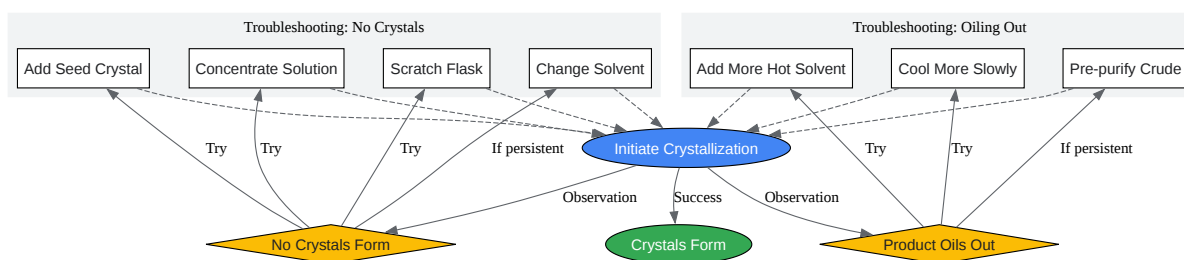 Troubleshooting: No Crystals
Troubleshooting: Oiling Out
Add Seed Crystal
Concentrate Solution
Scratch Flask
Change Solvent
Add More Hot Solvent
Cool More Slowly
Pre-purify Crude
Try
Try
Try
If persistent
Initiate Crystallization
Try
Try
If persistent
Observation
Success
Observation
No Crystals Form
Crystals Form
Product Oils Out